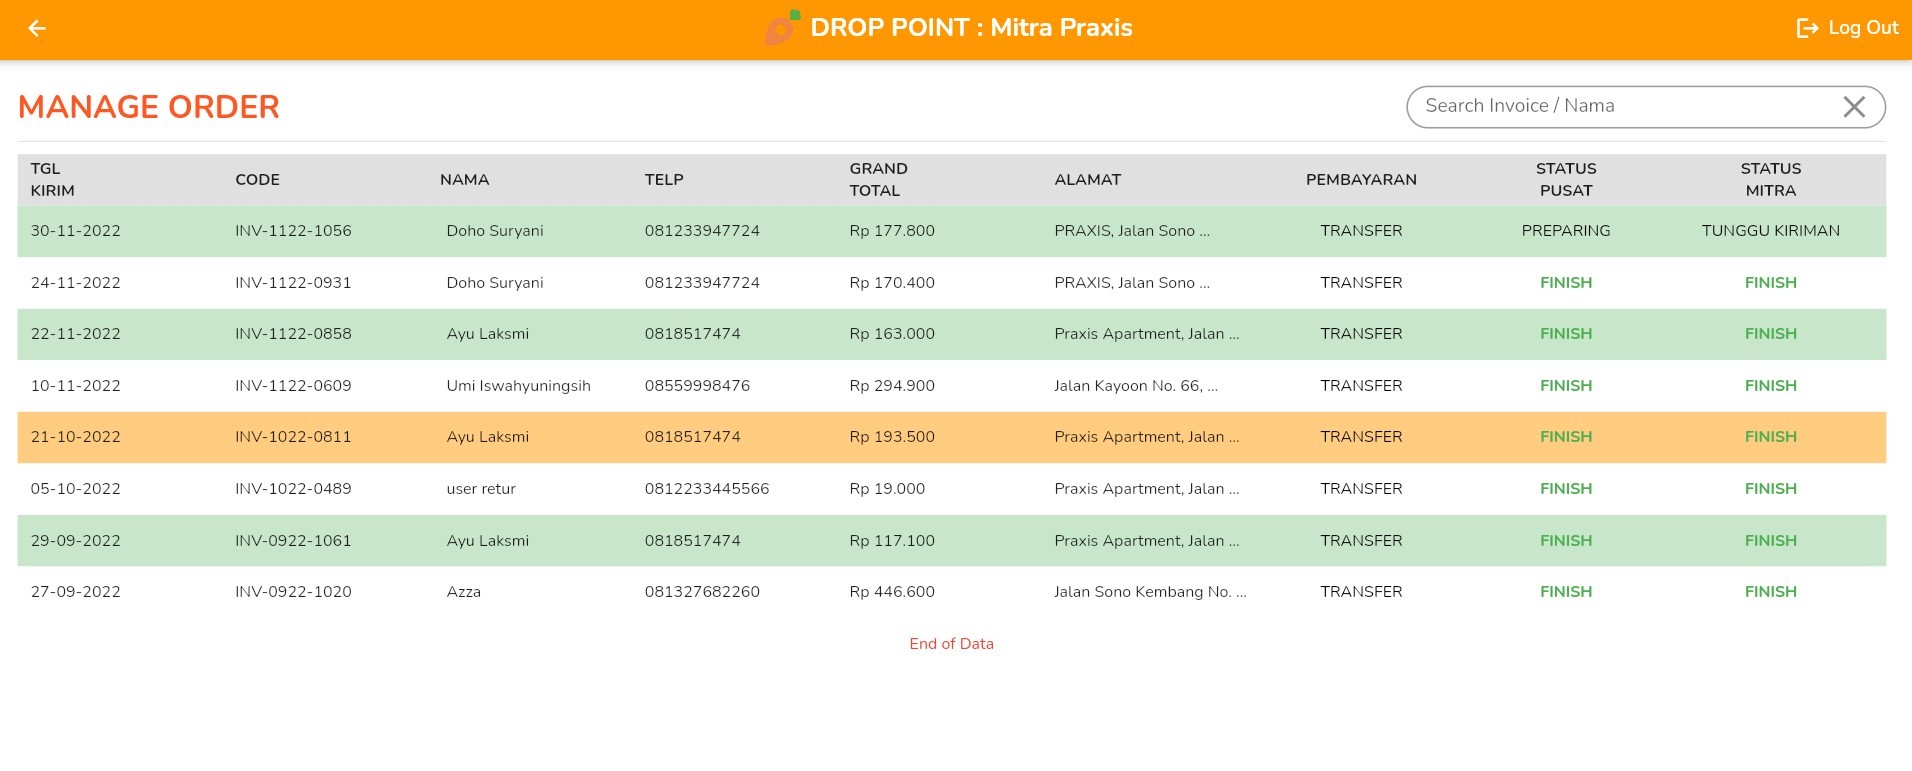 DROP POINT : Mitra Praxis
Log Out
MANAGE ORDER
Search Invoice / Nama
TGL KIRIM CODE NAMA TELP GRAND TOTAL ALAMAT PEMBAYARAN STATUS PUSAT STATUS MITRA
30-11-2022 INV-1122-1056 Doho Suryani 081233947724 Rp 177.800 PRAXIS, Jalan Sono ... TRANSFER PREPARING TUNGGU KIRIMAN
24-11-2022 INV-1122-0931 Doho Suryani 081233947724 Rp 170.400 PRAXIS, Jalan Sono ... TRANSFER FINISH FINISH
22-11-2022 INV-1122-0858 Ayu Laksmi 0818517474 Rp 163.000 Praxis Apartment, Jalan ... TRANSFER FINISH FINISH
10-11-2022 INV-1122-0609 Umi Iswahyuningsih 08559998476 Rp 294.900 Jalan Kayoon No. 66, ... TRANSFER FINISH FINISH
21-10-2022 INV-1022-0811 Ayu Laksmi 0818517474 Rp 193.500 Praxis Apartment, Jalan ... TRANSFER FINISH FINISH
05-10-2022 INV-1022-0489 user retur 0812233445566 Rp 19.000 Praxis Apartment, Jalan ... TRANSFER FINISH FINISH
29-09-2022 INV-0922-1061 Ayu Laksmi 0818517474 Rp 117.100 Praxis Apartment, Jalan ... TRANSFER FINISH FINISH
27-09-2022 INV-0922-1020 Azza 081327682260 Rp 446.600 Jalan Sono Kembang No. ... TRANSFER FINISH FINISH
End of Data